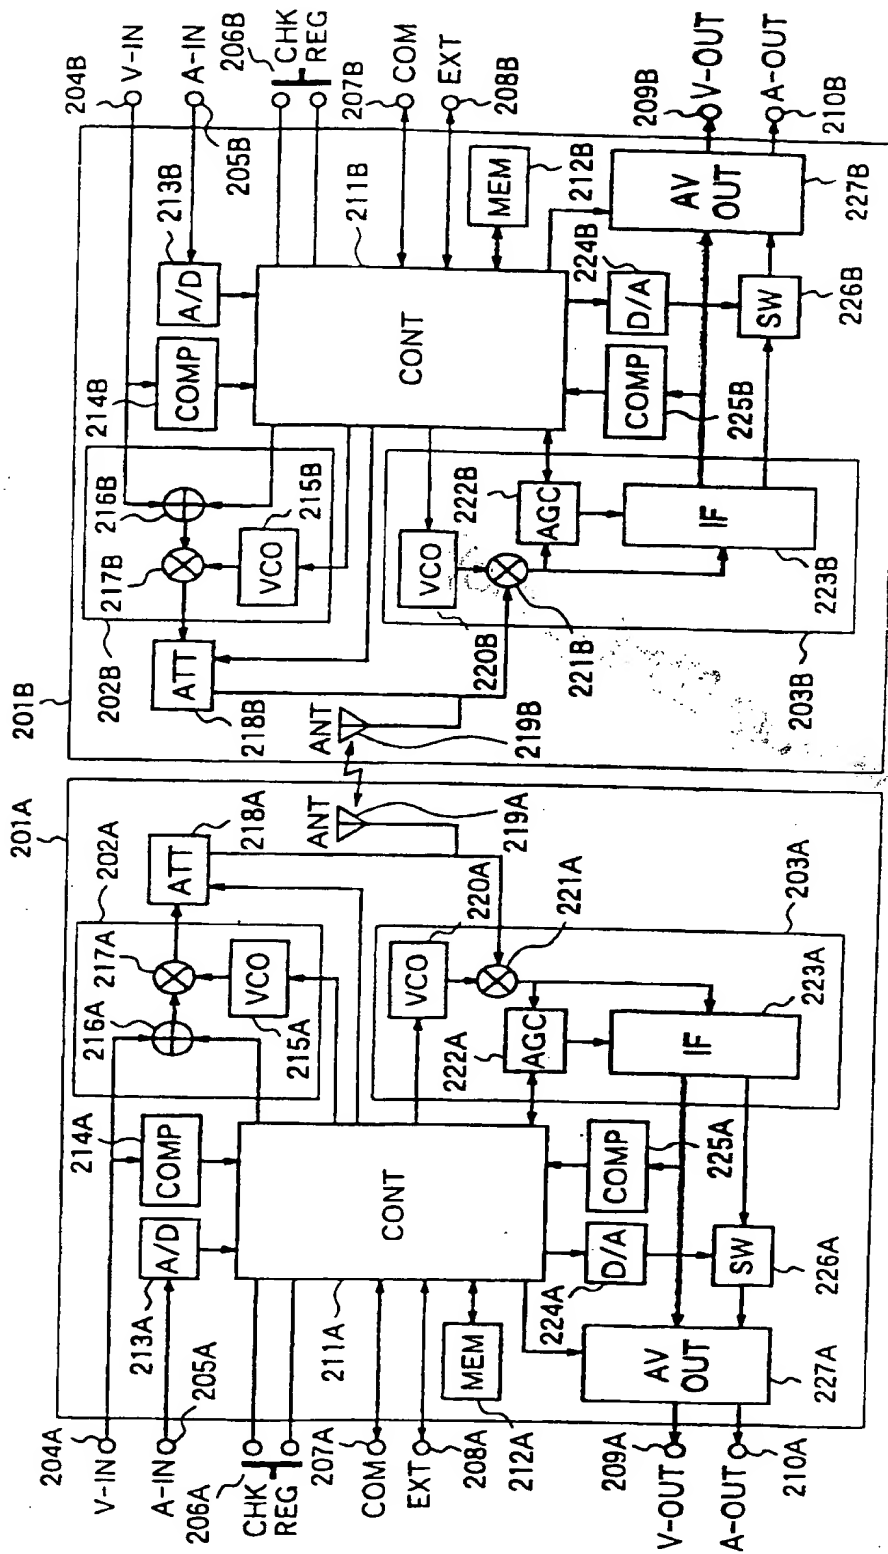 201A
202A
216A
217A
218A
ATT
214A
COMP
213A
A/D
204A
V-IN
A-IN
205A
206A
CHK
REG
215A
VCO
ANT
219A
211A
CONT
207A
COM
EXT
208A
MEM
212A
220A
VCO
221A
222A
AGC
203A
223A
IF
225A
COMP
224A
D/A
SW
226A
AV
OUT
227A
209A
V-OUT
A-OUT
210A
201B
202B
216B
217B
218B
ATT
214B
COMP
213B
A/D
204B
V-IN
A-IN
205B
206B
CHK
REG
215B
VCO
ANT
219B
211B
CONT
207B
COM
EXT
208B
MEM
212B
220B
VCO
221B
222B
AGC
203B
223B
IF
225B
COMP
224B
D/A
SW
226B
AV
OUT
227B
209B
V-OUT
A-OUT
210B